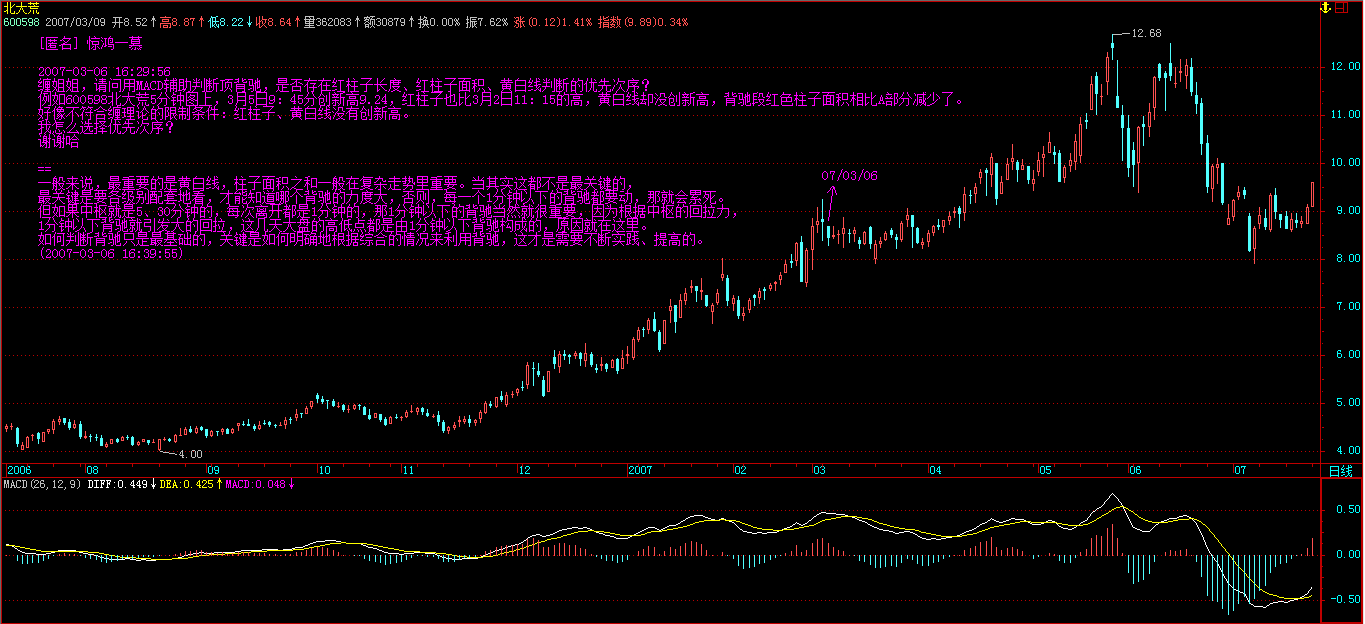 北大荒
600598 2007/03/09 开8.52↑高8.87↑低8.22↓收8.64↑量362083↑额30879↑换0.00% 振7.62% 涨(0.12)1.41% 指数(9.89)0.34%
[匿名] 惊鸿一慕
2007-03-06 16:29:56
缠姐姐，请问用MACD辅助判断顶背驰，是否存在红柱子长度、红柱子面积、黄白线判断的优先次序？
例如600598北大荒5分钟图上，3月5日9：45分创新高9.24，红柱子也比3月2日11：15的高，黄白线却没创新高，背驰段红色柱子面积相比A部分减少了。
好像不符合缠理论的限制条件：红柱子、黄白线没有创新高。
我怎么选择优先次序？
谢谢哈
==
一般来说，最重要的是黄白线，柱子面积之和一般在复杂走势里重要。当其实这都不是最关键的，
最关键是要各级别配套地看，才能知道哪个背驰的力度大，否则，每一个1分钟以下的背驰都要动，那就会累死。
但如果中枢就是5、30分钟的，每次离开都是1分钟的，那1分钟以下的背驰当然就很重要，因为根据中枢的回拉力，
1分钟以下背驰就引发大的回拉，这几天大盘的高低点都是由1分钟以下背驰构成的，原因就在这里。
如何判断背驰只是最基础的，关键是如何明确地根据综合的情况来利用背驰，这才是需要不断实践、提高的。
(2007-03-06 16:39:55)
07/03/06
12.68
4.00
12.00
11.00
10.00
9.00
8.00
7.00
6.00
5.00
4.00
2006 08 09 10 11 12 2007 02 03 04 05 06 07 日线
MACD(26,12,9) DIFF:0.449↓DEA:0.425↑MACD:0.048↓
0.50
0.00
-0.50